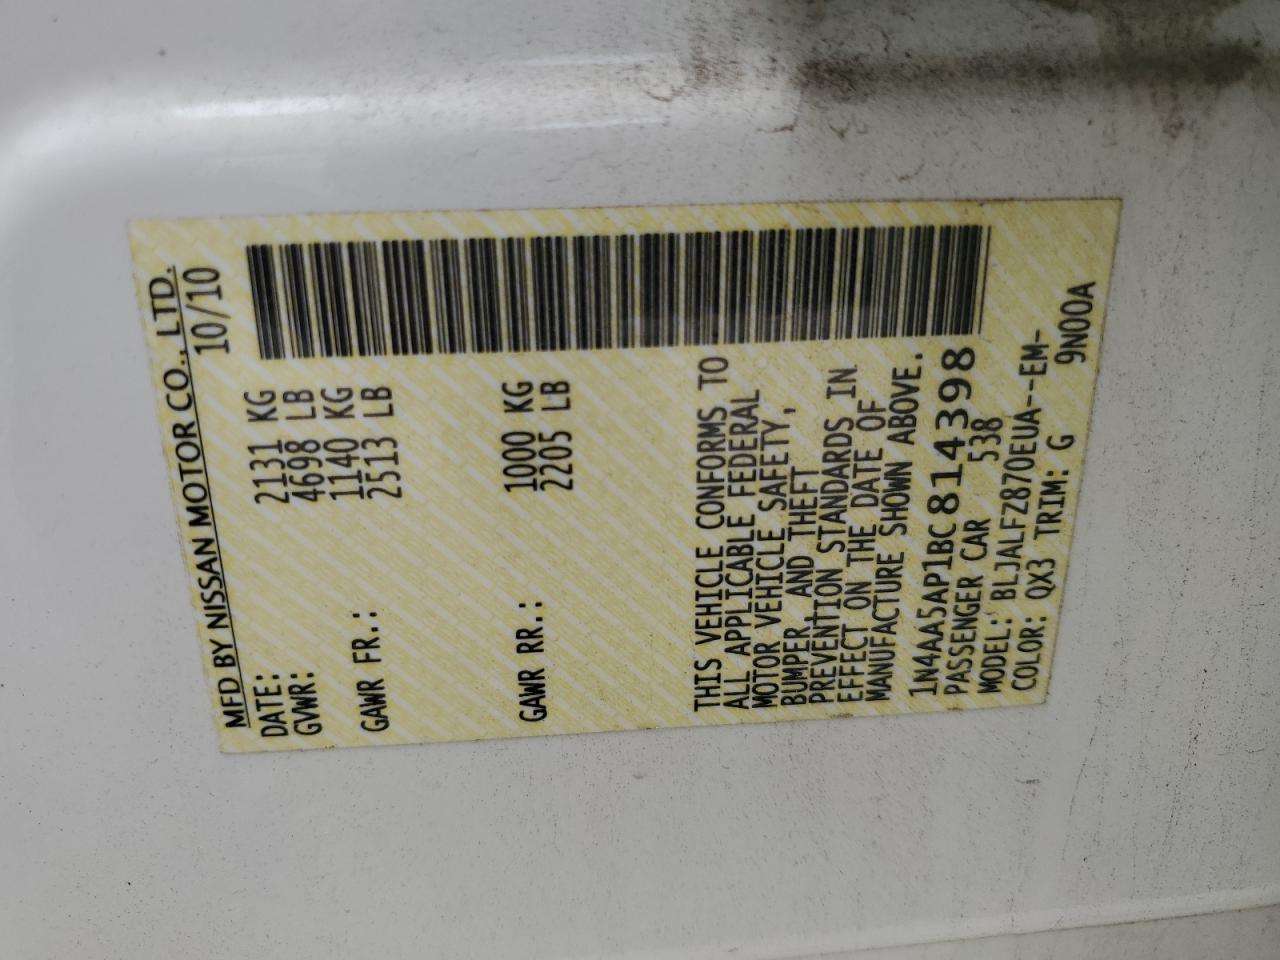 MFD BY NISSAN MOTOR CO., LTD.
DATE: 10/10
GVWR: 2131 KG
4698 LB
GAWR FR.: 1140 KG
2513 LB
GAWR RR.: 1000 KG
2205 LB
THIS VEHICLE CONFORMS TO
ALL APPLICABLE FEDERAL
MOTOR VEHICLE SAFETY,
BUMPER, AND THEFT
PREVENTION STANDARDS IN
EFFECT ON THE DATE OF
MANUFACTURE SHOWN ABOVE.
1N4AA5AP1BC814398
PASSENGER CAR 538
MODEL: BLJALFZ870EUA--EM-
COLOR: QX3 TRIM: G 9N00A